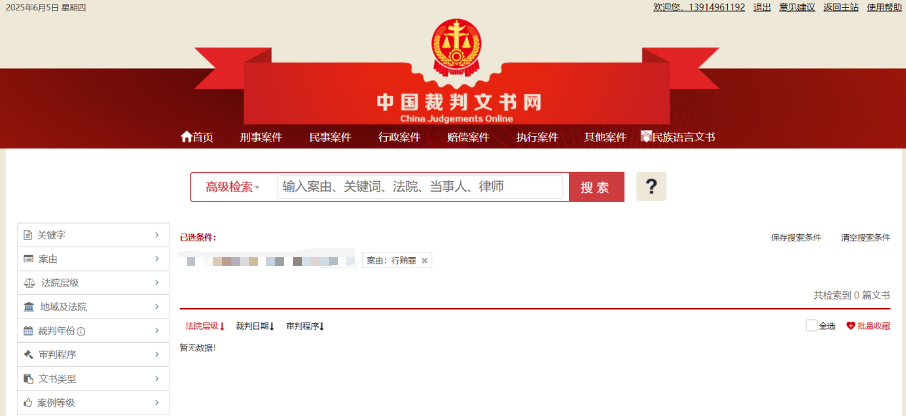 2025年6月5日 星期四
欢迎您，13914961192 退出 意见建议 返回主站 使用帮助
中国裁判文书网
China Judgements Online
首页 刑事案件 民事案件 行政案件 赔偿案件 执行案件 其他案件 民族语言文书
高级检索 输入案由、关键词、法院、当事人、律师 搜索 ?
关键字
案由
法院层级
地域及法院
裁判年份
审判程序
文书类型
案例等级
已选条件： 保存搜索条件 清空搜索条件
案由：行贿罪 ×
共检索到 0 篇文书
法院层级 裁判日期 审判程序 全选 批量收藏
暂无数据！